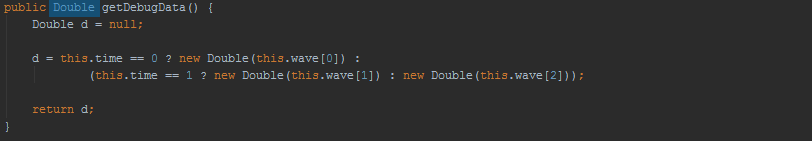 public Double getDebugData() {
Double d = null;
d = this.time == 0 ? new Double(this.wave[0]) :
(this.time == 1 ? new Double(this.wave[1]) : new Double(this.wave[2]));
return d;
}